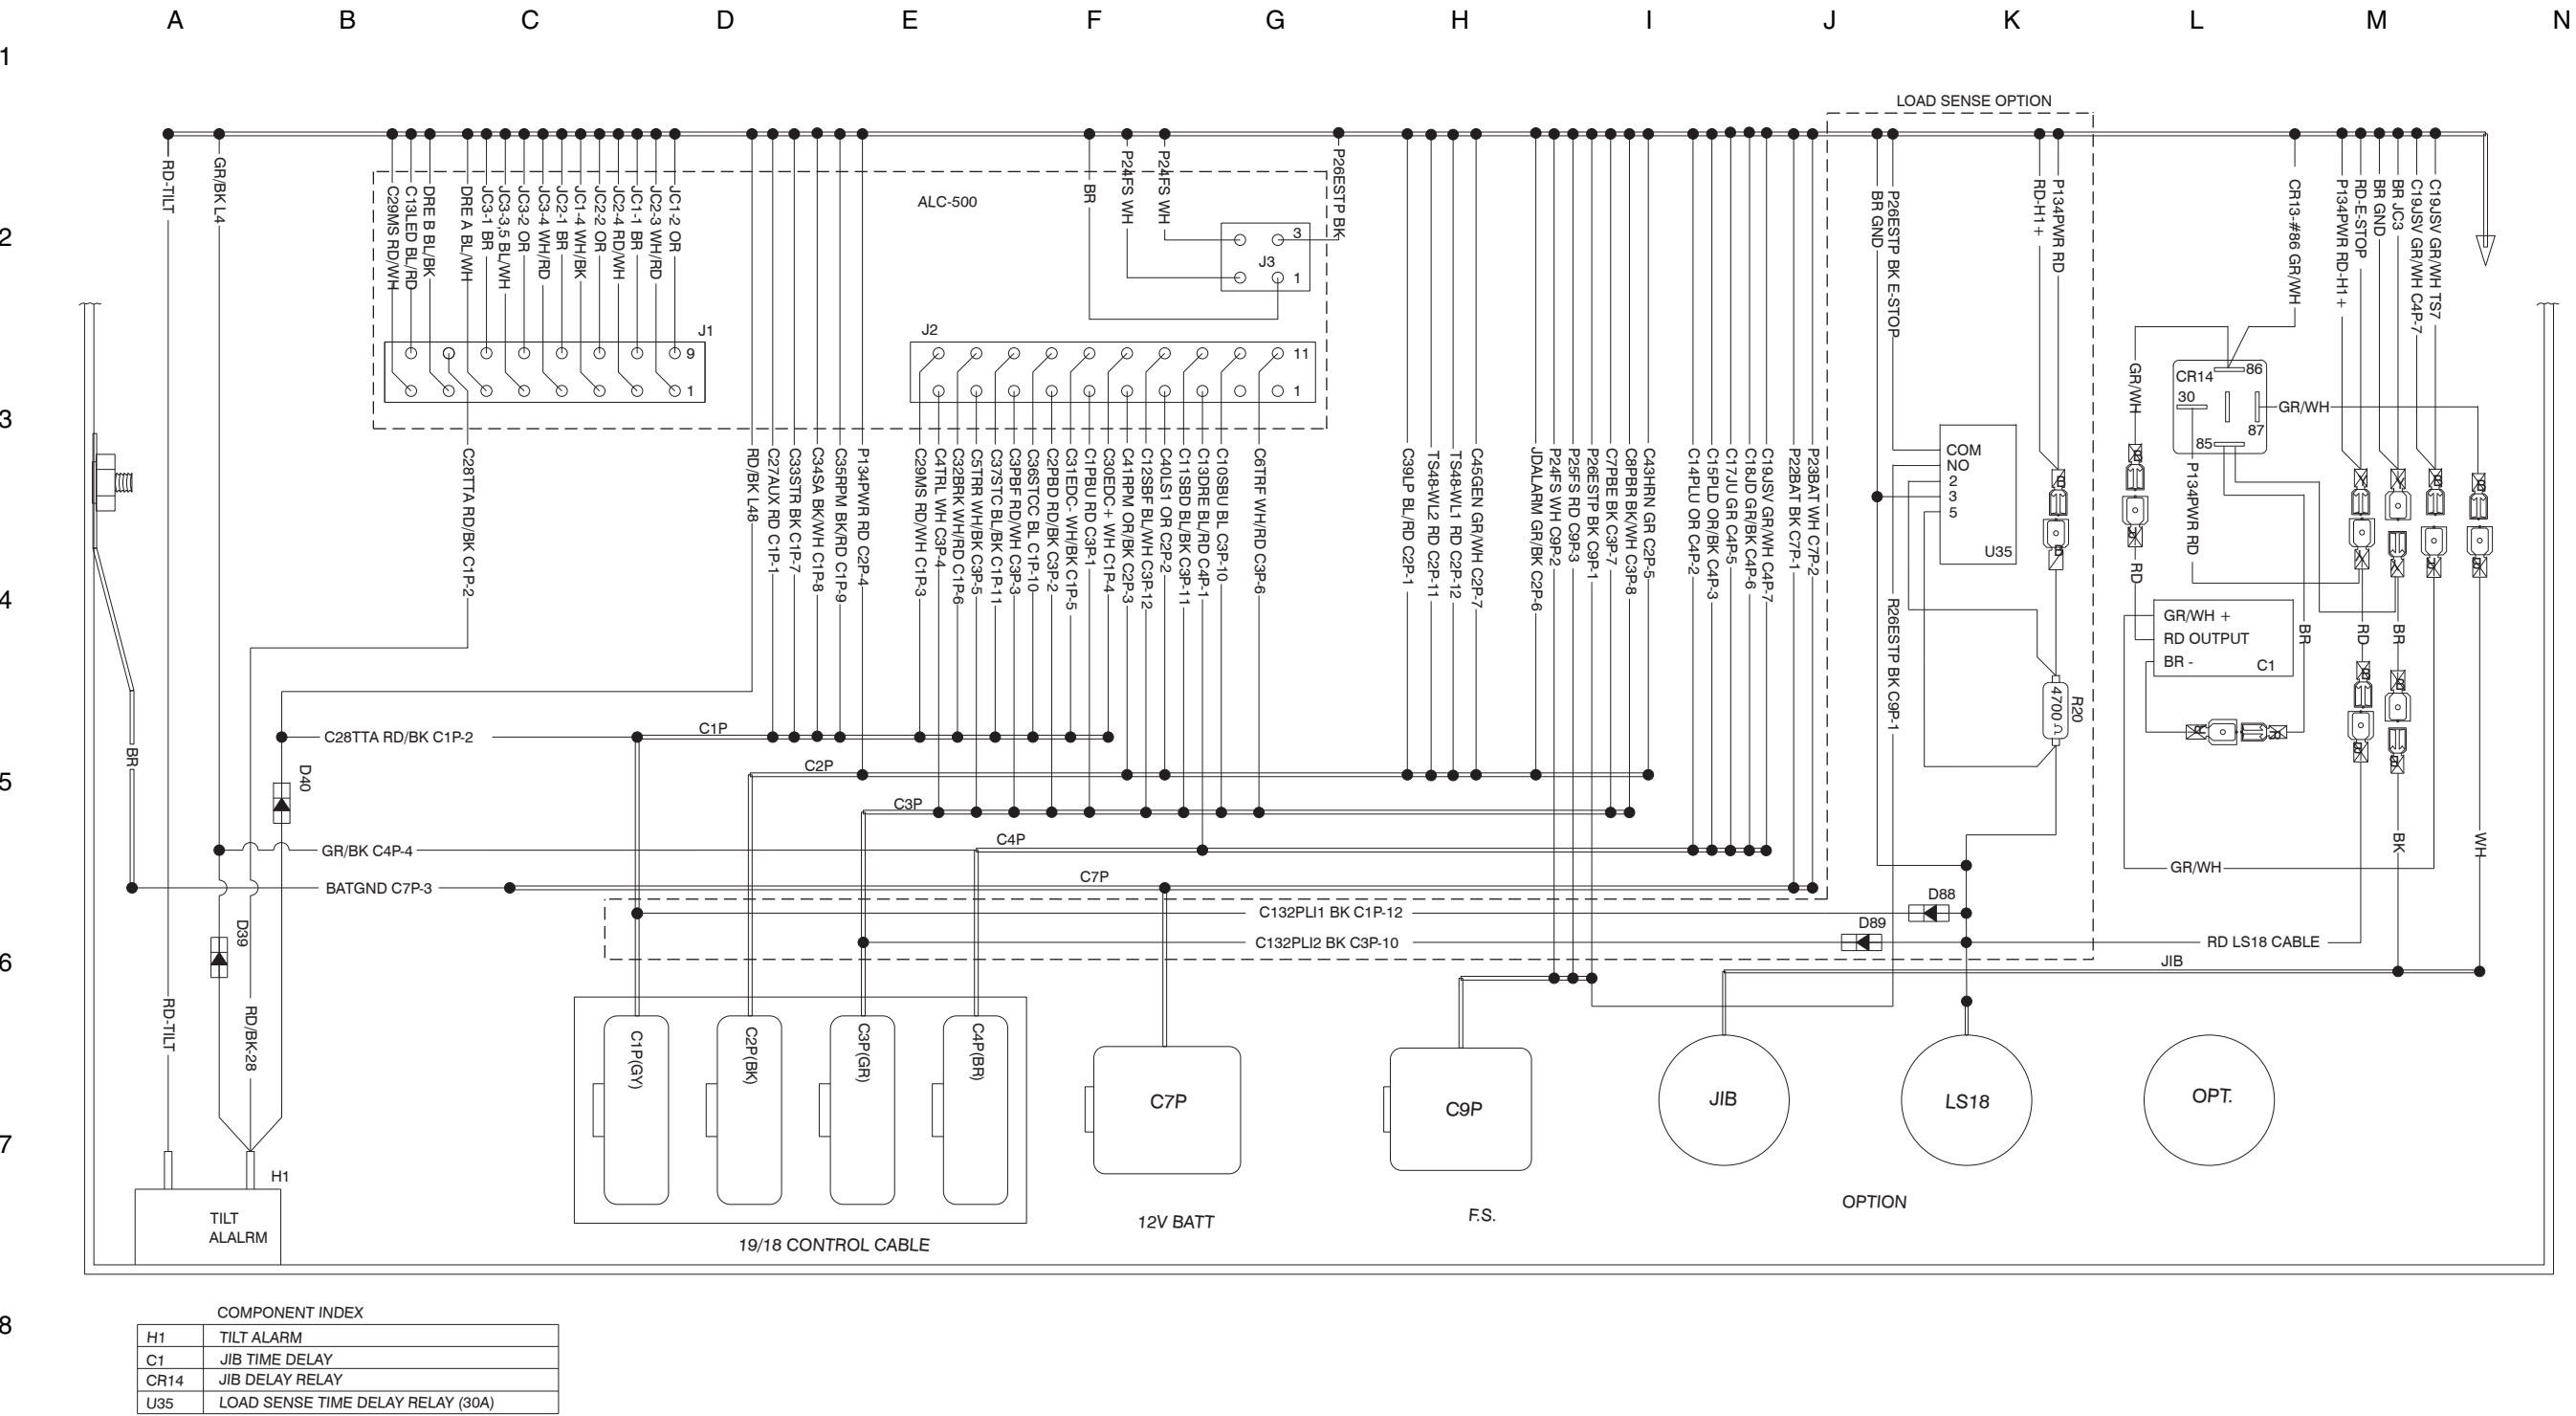 A B C D E F G H I J K L M N
1
2
3
4
5
6
7
8
LOAD SENSE OPTION
RD-TILT
GR/BK L4
C29MS RD/WH
C13LED BL/RD
DRE B BL/BK
DRE A BL/WH
JC3-1 BR
JC3-3,5 BL/WH
JC3-2 OR
JC3-4 WH/RD
JC2-1 BR
JC1-4 WH/BK
JC2-2 OR
JC2-4 RD/WH
JC1-1 BR
JC2-3 WH/RD
JC1-2 OR
ALC-500
BR
P24FS WH
P24FS WH
P26ESTP BK
3
J3
1
J1
9
1
J2
11
1
BR GND
P26ESTP BK E-STOP
RD-H1 +
P134PWR RD
CR13-#86 GR/WH
P134PWR RD-H1+
RD-E-STOP
BR GND
BR JC3
C19JSV GR/WH C4P-7
C19JSV GR/WH TS7
CR14
86
30
87
85
GR/WH
GR/WH
P134PWR RD
C28TTA RD/BK C1P-2
RD/BK L48
C27AUX RD C1P-1
C33STR BK C1P-7
C34SA BK/WH C1P-8
C35RPM BK/RD C1P-9
P134PWR RD C2P-4
C29MS RD/WH C1P-3
C4TRL WH C3P-4
C32BRK WH/RD C1P-6
C5TRR WH/BK C3P-5
C37STC BL/BK C1P-11
C3PBF RD/WH C3P-3
C36STCC BL C1P-10
C2PBD RD/BK C3P-2
C31EDC- WH/BK C1P-5
C1PBU RD C3P-1
C30EDC+ WH C1P-4
C41RPM OR/BK C2P-3
C12SBF BL/WH C3P-12
C40LS1 OR C2P-2
C11SBD BL/BK C3P-11
C13DRE BL/RD C4P-1
C10SBU BL C3P-10
C6TRF WH/RD C3P-6
C39LP BL/RD C2P-1
TS48-WL2 RD C2P-11
TS48-WL1 RD C2P-12
C45GEN GR/WH C2P-7
JDALARM GR/BK C2P-6
P24FS WH C9P-2
P25FS RD C9P-3
P26ESTP BK C9P-1
C7PBE BK C3P-7
C8PBR BK/WH C3P-8
C43HRN GR C2P-5
C14PLU OR C4P-2
C15PLD OR/BK C4P-3
C17JU GR C4P-5
C18JD GR/BK C4P-6
C19JSV GR/WH C4P-7
P22BAT BK C7P-1
P23BAT WH C7P-2
COM
NO
2
3
5
U35
RD
GR/WH +
RD OUTPUT
BR -
C1
BR
RD
BR
R26ESTP BK C9P-1
4700 Ω
R20
BR
C28TTA RD/BK C1P-2
D40
C1P
C2P
C3P
GR/BK C4P-4
C4P
BATGND C7P-3
C7P
GR/WH
BK
WH
D39
C132PLI1 BK C1P-12
D88
C132PLI2 BK C3P-10
D89
RD LS18 CABLE
JIB
RD-TILT
RD/BK-28
C1P(GY)
C2P(BK)
C3P(GR)
C4P(BR)
C7P
C9P
JIB
LS18
OPT.
H1
TILT
ALALRM
19/18 CONTROL CABLE
12V BATT
F.S.
OPTION
COMPONENT INDEX
H1 TILT ALARM
C1 JIB TIME DELAY
CR14 JIB DELAY RELAY
U35 LOAD SENSE TIME DELAY RELAY (30A)